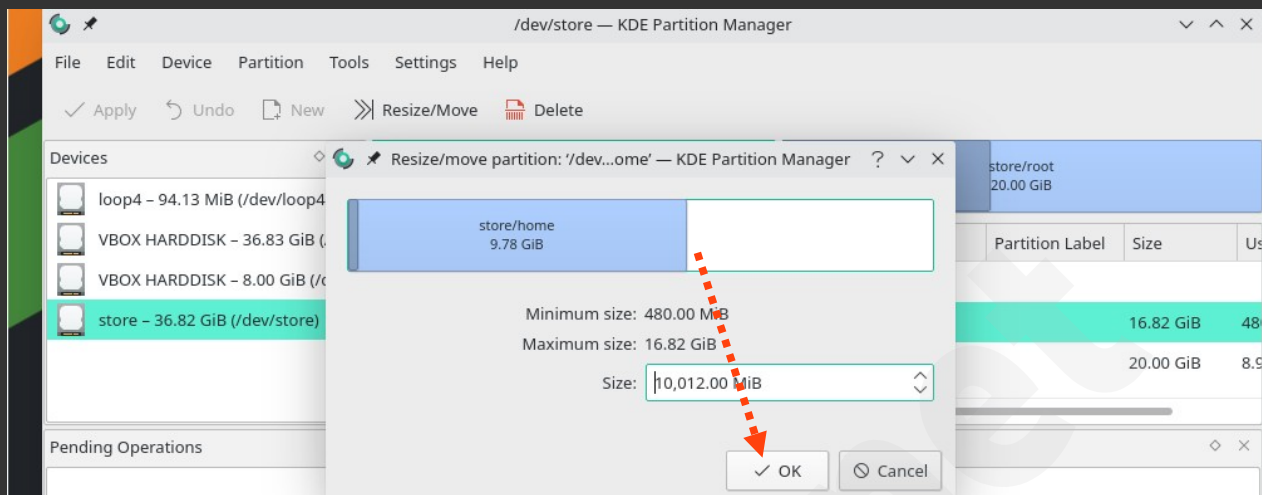 /dev/store — KDE Partition Manager
File Edit Device Partition Tools Settings Help
Apply Undo New Resize/Move Delete
Devices
Resize/move partition: ‘/dev...ome’ — KDE Partition Manager ?
store/root
20.00 GiB
loop4 – 94.13 MiB (/dev/loop4
VBOX HARDDISK – 36.83 GiB (
VBOX HARDDISK – 8.00 GiB (/
store – 36.82 GiB (/dev/store)
store/home
9.78 GiB
Partition Label Size
16.82 GiB 48
20.00 GiB 8.9
Minimum size: 480.00 MiB
Maximum size: 16.82 GiB
Size: 10,012.00 MiB
OK Cancel
Pending Operations